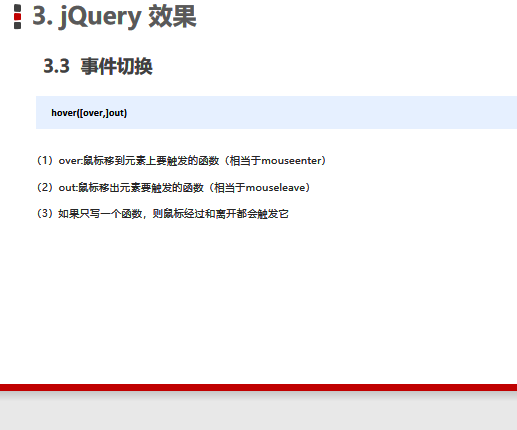 3. jQuery 效果
3.3 事件切换
hover([over,]out)
（1）over:鼠标移到元素上要触发的函数（相当于mouseenter）
（2）out:鼠标移出元素要触发的函数（相当于mouseleave）
（3）如果只写一个函数，则鼠标经过和离开都会触发它